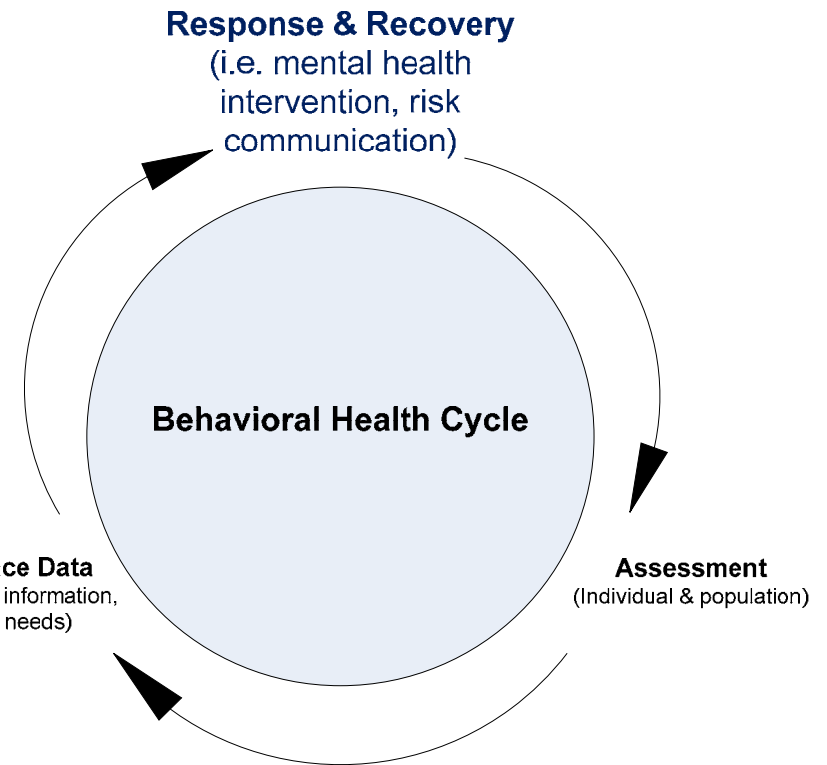 Response & Recovery
(i.e. mental health
intervention, risk
communication)
Behavioral Health Cycle
ce Data
information,
needs)
Assessment
(Individual & population)